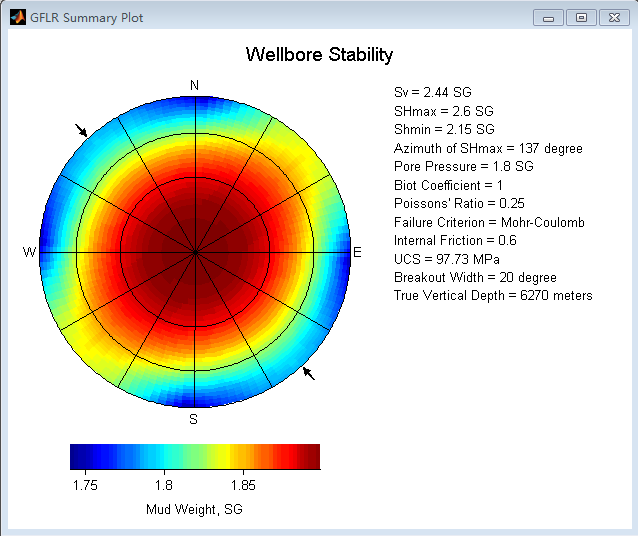 GFLR Summary Plot
Wellbore Stability
N
W
E
S
Sv = 2.44 SG
SHmax = 2.6 SG
Shmin = 2.15 SG
Azimuth of SHmax = 137 degree
Pore Pressure = 1.8 SG
Biot Coefficient = 1
Poissons' Ratio = 0.25
Failure Criterion = Mohr-Coulomb
Internal Friction = 0.6
UCS = 97.73 MPa
Breakout Width = 20 degree
True Vertical Depth = 6270 meters
1.75 1.8 1.85
Mud Weight, SG